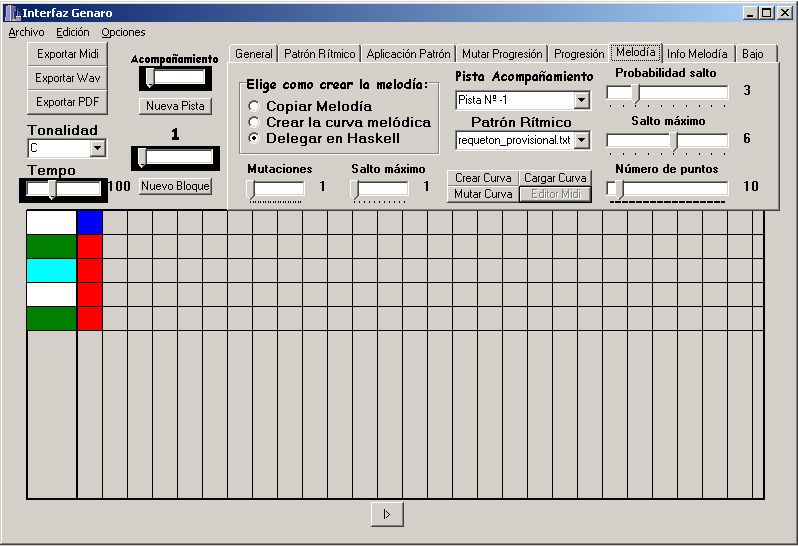 Interfaz Genaro
Archivo Edición Opciones
Exportar Midi
Exportar Wav
Exportar PDF
Acompañamiento
Nueva Pista
Tonalidad
C
1
Tempo
100
Nuevo Bloque
General Patrón Rítmico Aplicación Patrón Mutar Progresión Progresión Melodía Info Melodía Bajo
Elige como crear la melodía:
Copiar Melodía
Crear la curva melódica
Delegar en Haskell
Pista Acompañamiento
Pista Nº -1
Patrón Rítmico
requeton_provisional.txt
Probabilidad salto
3
Salto máximo
6
Mutaciones
1
Salto máximo
1
Crear Curva Cargar Curva
Mutar Curva Editor Midi
Número de puntos
10